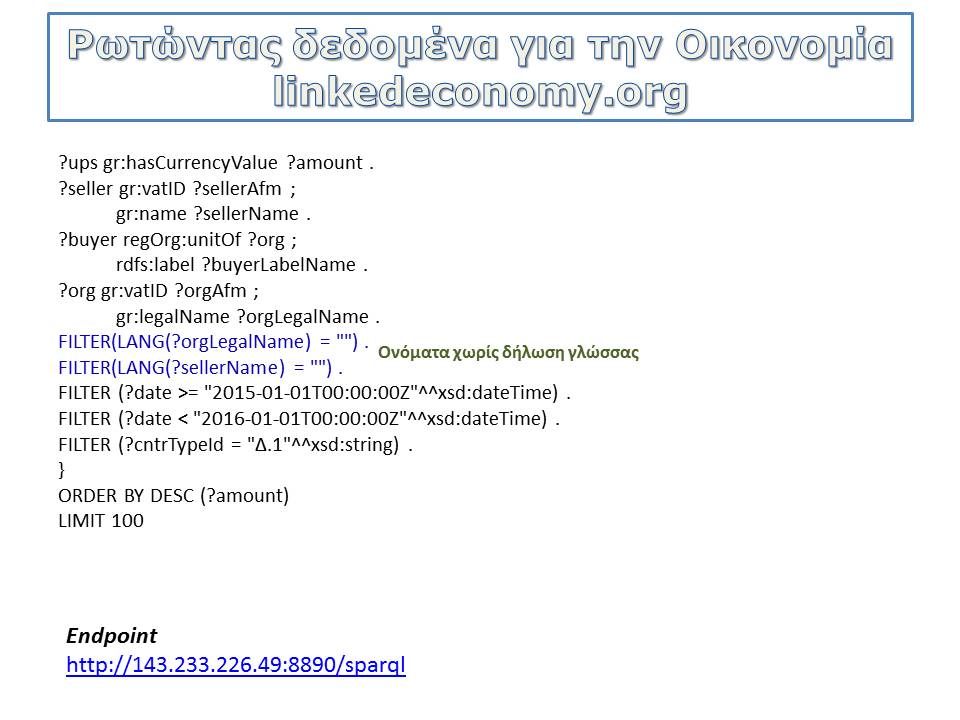 Ρωτώντας δεδομένα για την Οικονομία
linkedeconomy.org
?ups gr:hasCurrencyValue ?amount .
?seller gr:vatID ?sellerAfm ;
gr:name ?sellerName .
?buyer regOrg:unitOf ?org ;
rdfs:label ?buyerLabelName .
?org gr:vatID ?orgAfm ;
gr:legalName ?orgLegalName .
FILTER(LANG(?orgLegalName) = "") .
Ονόματα χωρίς δήλωση γλώσσας
FILTER(LANG(?sellerName) = "") .
FILTER (?date >= "2015-01-01T00:00:00Z"^^xsd:dateTime) .
FILTER (?date < "2016-01-01T00:00:00Z"^^xsd:dateTime) .
FILTER (?cntrTypeId = "Δ.1"^^xsd:string) .
}
ORDER BY DESC (?amount)
LIMIT 100
Endpoint
http://143.233.226.49:8890/sparql